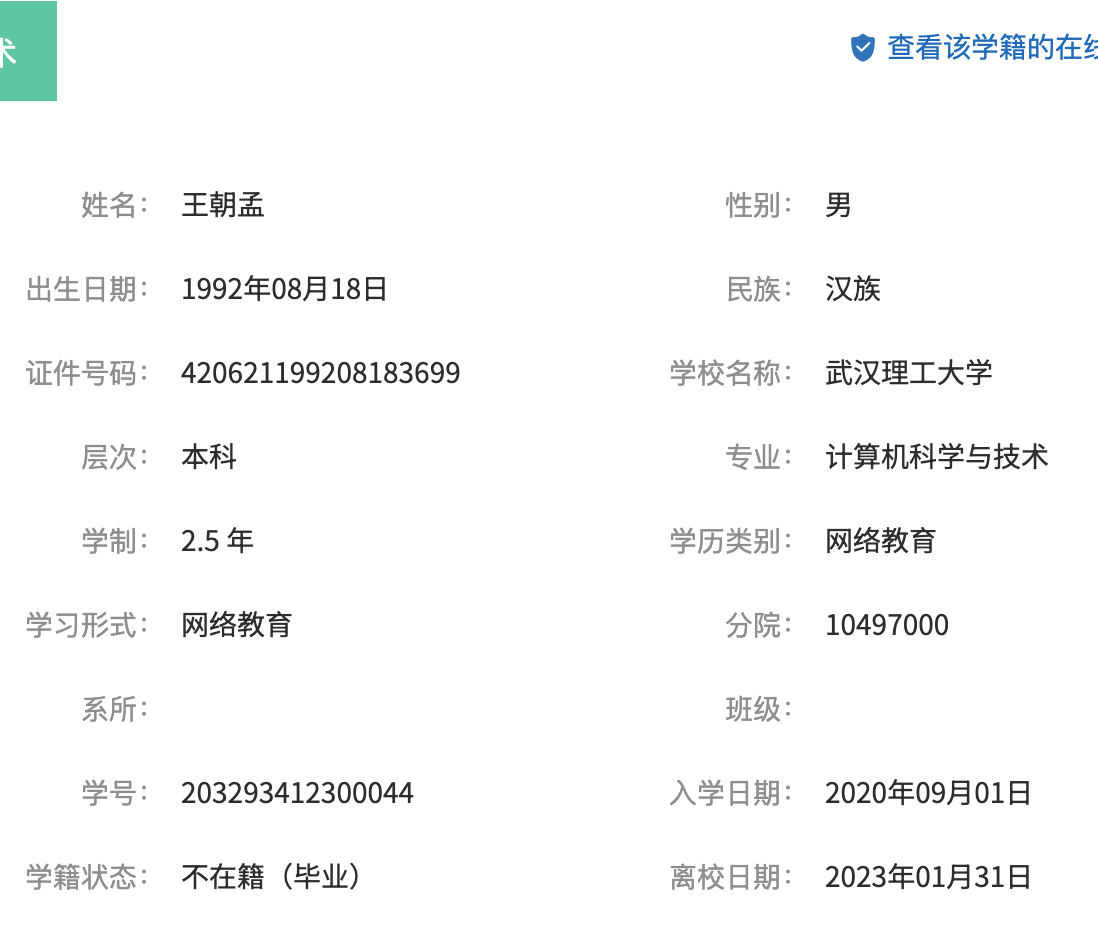 术
查看该学籍的在
姓名： 王朝孟 性别： 男
出生日期： 1992年08月18日 民族： 汉族
证件号码： 420621199208183699 学校名称： 武汉理工大学
层次： 本科 专业： 计算机科学与技术
学制： 2.5 年 学历类别： 网络教育
学习形式： 网络教育 分院： 10497000
系所： 班级：
学号： 203293412300044 入学日期： 2020年09月01日
学籍状态： 不在籍（毕业） 离校日期： 2023年01月31日